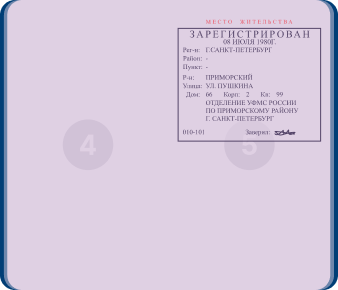 МЕСТО ЖИТЕЛЬСТВА
ЗАРЕГИСТРИРОВАН
08 ИЮЛЯ 1980Г.
Рег-н: Г.САНКТ-ПЕТЕРБУРГ
Район: -
Пункт: -
Р-н: ПРИМОРСКИЙ
Улица: УЛ. ПУШКИНА
Дом: 66 Корп: 2 Кв: 99
ОТДЕЛЕНИЕ УФМС РОССИИ
ПО ПРИМОРСКОМУ РАЙОНУ
Г. САНКТ-ПЕТЕРБУРГ
010-101 Заверил:
4 5